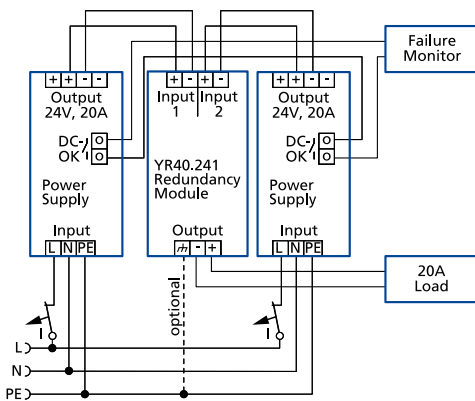 + + - -
Output
24V, 20A
DC-
OK
Power
Supply
Input
L N PE
+ - + -
Input
1
Input
2
YR40.241
Redundancy
Module
Output
- +
optional
+ + - -
Output
24V, 20A
DC-
OK
Power
Supply
Input
L N PE
Failure
Monitor
20A
Load
I
I
L
N
PE